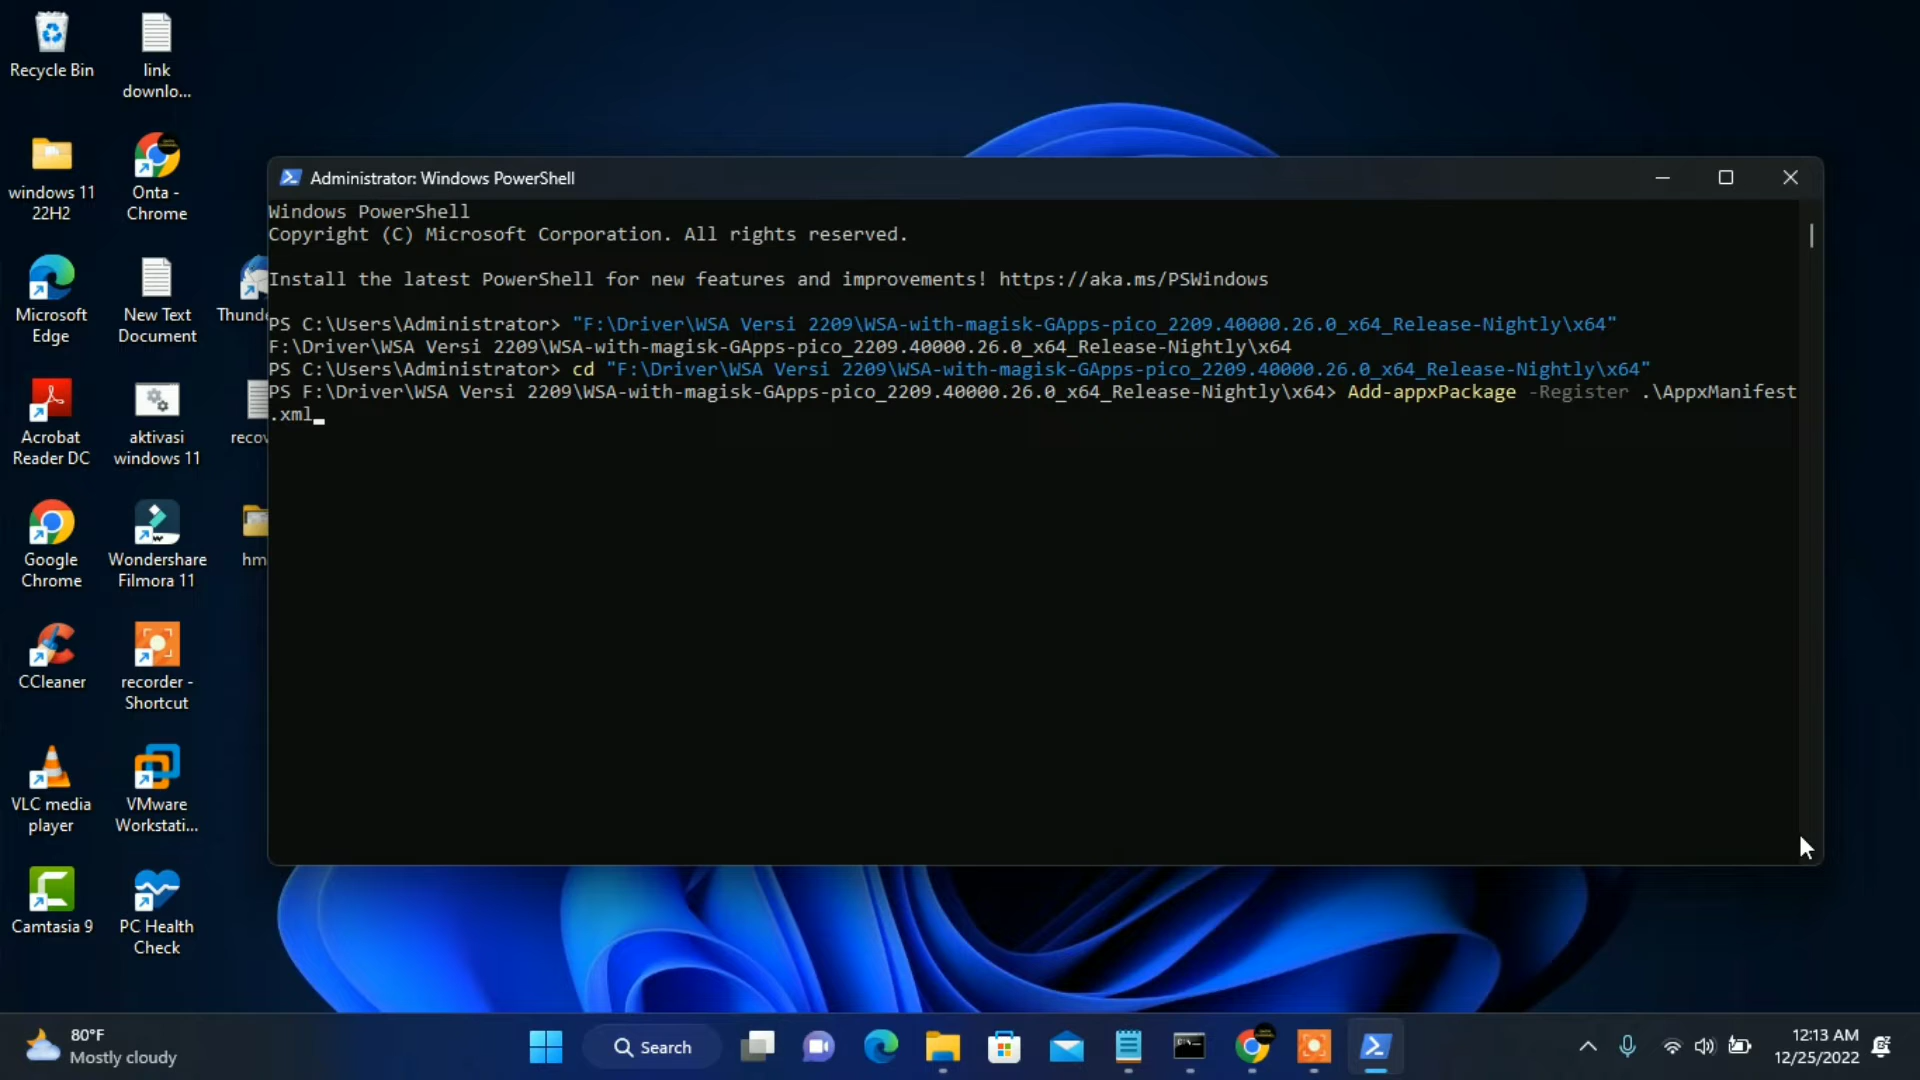 Recycle Bin
link
downlo...
windows 11
22H2
Onta -
Chrome
Microsoft
Edge
New Text
Document
Thund
Acrobat
Reader DC
aktivasi
windows 11
recov
Google
Chrome
Wondershare
Filmora 11
hm
CCleaner
recorder -
Shortcut
VLC media
player
VMware
Workstati...
Camtasia 9
PC Health
Check
Administrator: Windows PowerShell
Windows PowerShell
Copyright (C) Microsoft Corporation. All rights reserved.
Install the latest PowerShell for new features and improvements! https://aka.ms/PSWindows
PS C:\Users\Administrator> "F:\Driver\WSA Versi 2209\WSA-with-magisk-GApps-pico_2209.40000.26.0_x64_Release-Nightly\x64"
F:\Driver\WSA Versi 2209\WSA-with-magisk-GApps-pico_2209.40000.26.0_x64_Release-Nightly\x64
PS C:\Users\Administrator> cd "F:\Driver\WSA Versi 2209\WSA-with-magisk-GApps-pico_2209.40000.26.0_x64_Release-Nightly\x64"
PS F:\Driver\WSA Versi 2209\WSA-with-magisk-GApps-pico_2209.40000.26.0_x64_Release-Nightly\x64> Add-appxPackage -Register .\AppxManifest
.xml
80°F
Mostly cloudy
Search
12:13 AM
12/25/2022